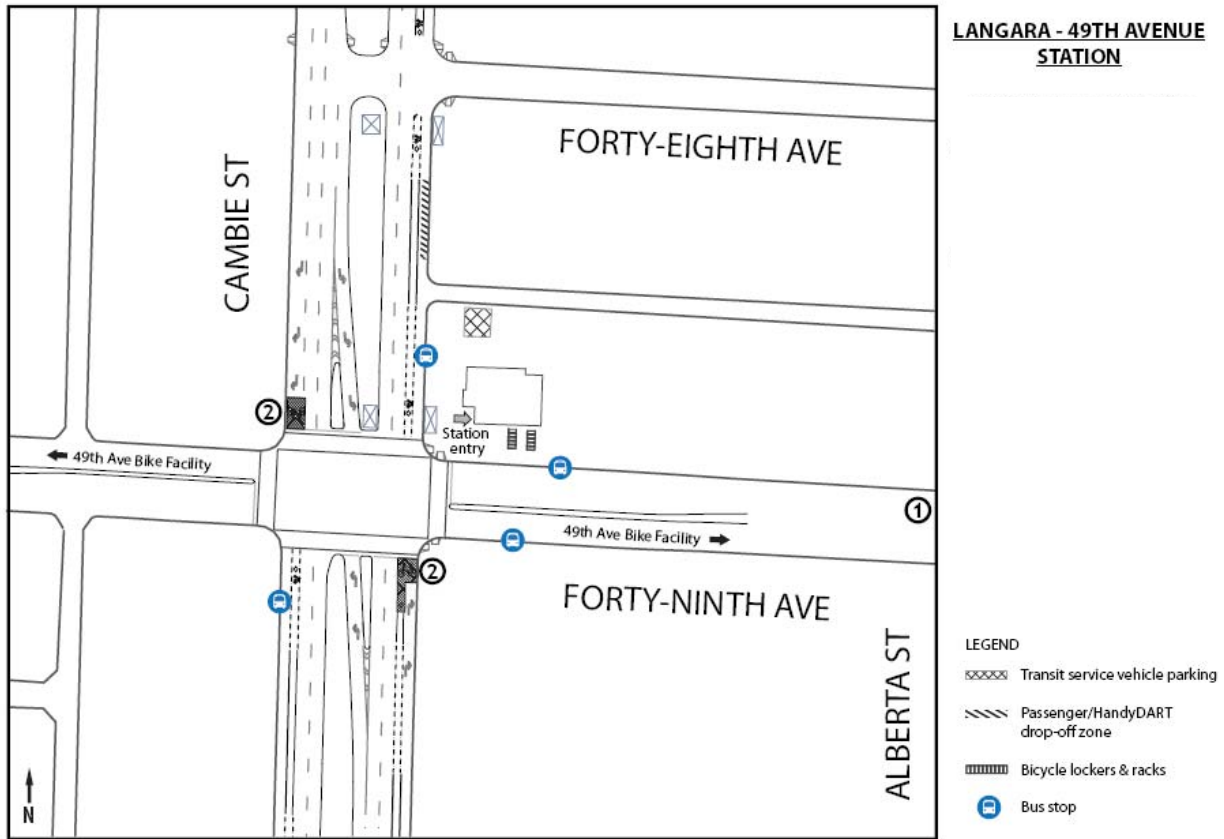 LANGARA - 49TH AVENUE
STATION
FORTY-EIGHTH AVE
CAMBIE ST
2
Station
entry
49th Ave Bike Facility
1
49th Ave Bike Facility
2
FORTY-NINTH AVE
ALBERTA ST
N
LEGEND
Transit service vehicle parking
Passenger/HandyDART
drop-off zone
Bicycle lockers & racks
Bus stop